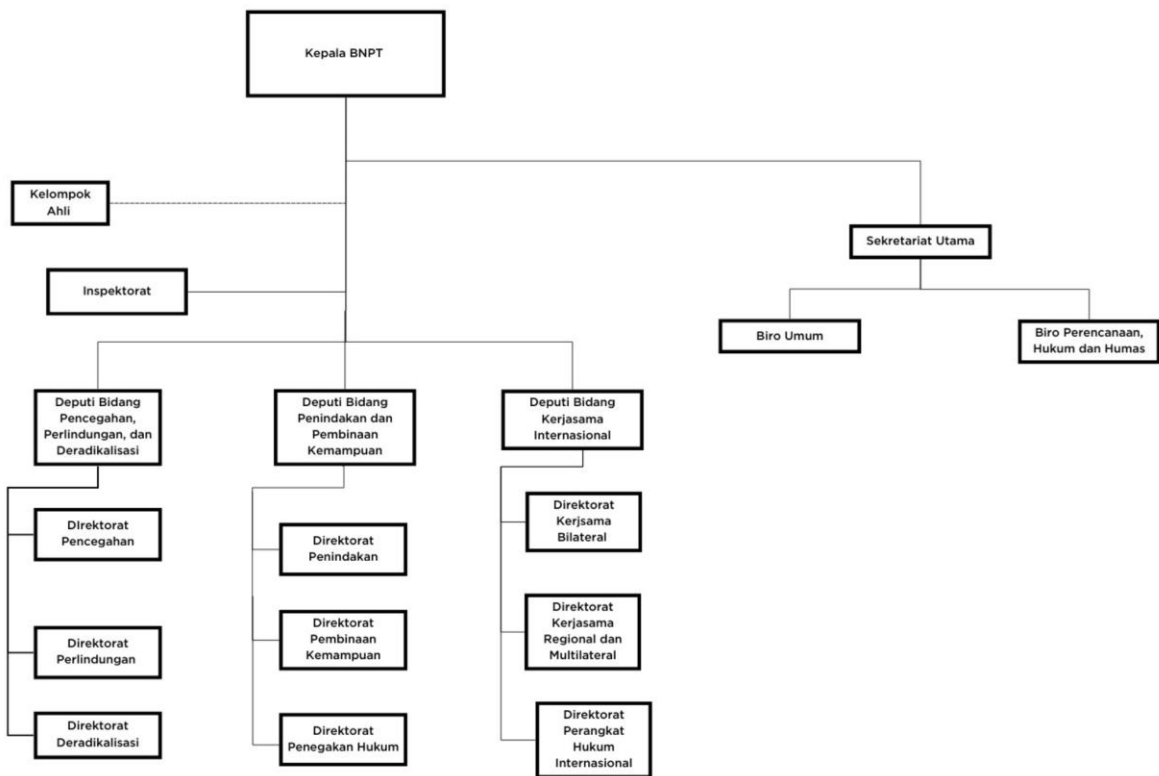 Kepala BNPT
Kelompok
Ahli
Sekretariat Utama
Inspektorat
Biro Umum
Biro Perencanaan,
Hukum dan Humas
Deputi Bidang
Pencegahan,
Perlindungan, dan
Deradikalisasi
Deputi Bidang
Penindakan dan
Pembinaan
Kemampuan
Deputi Bidang
Kerjasama
Internasional
DIrektorat
Pencegahan
Direktorat
Perlindungan
Direktorat
Deradikalisasi
Direktorat
Penindakan
Direktorat
Pembinaan
Kemampuan
Direktorat
Penegakan Hukum
Direktorat
Kerjsama
Bilateral
Direktorat
Kerjasama
Regional dan
Multilateral
Direktorat
Perangkat
Hukum
Internasional